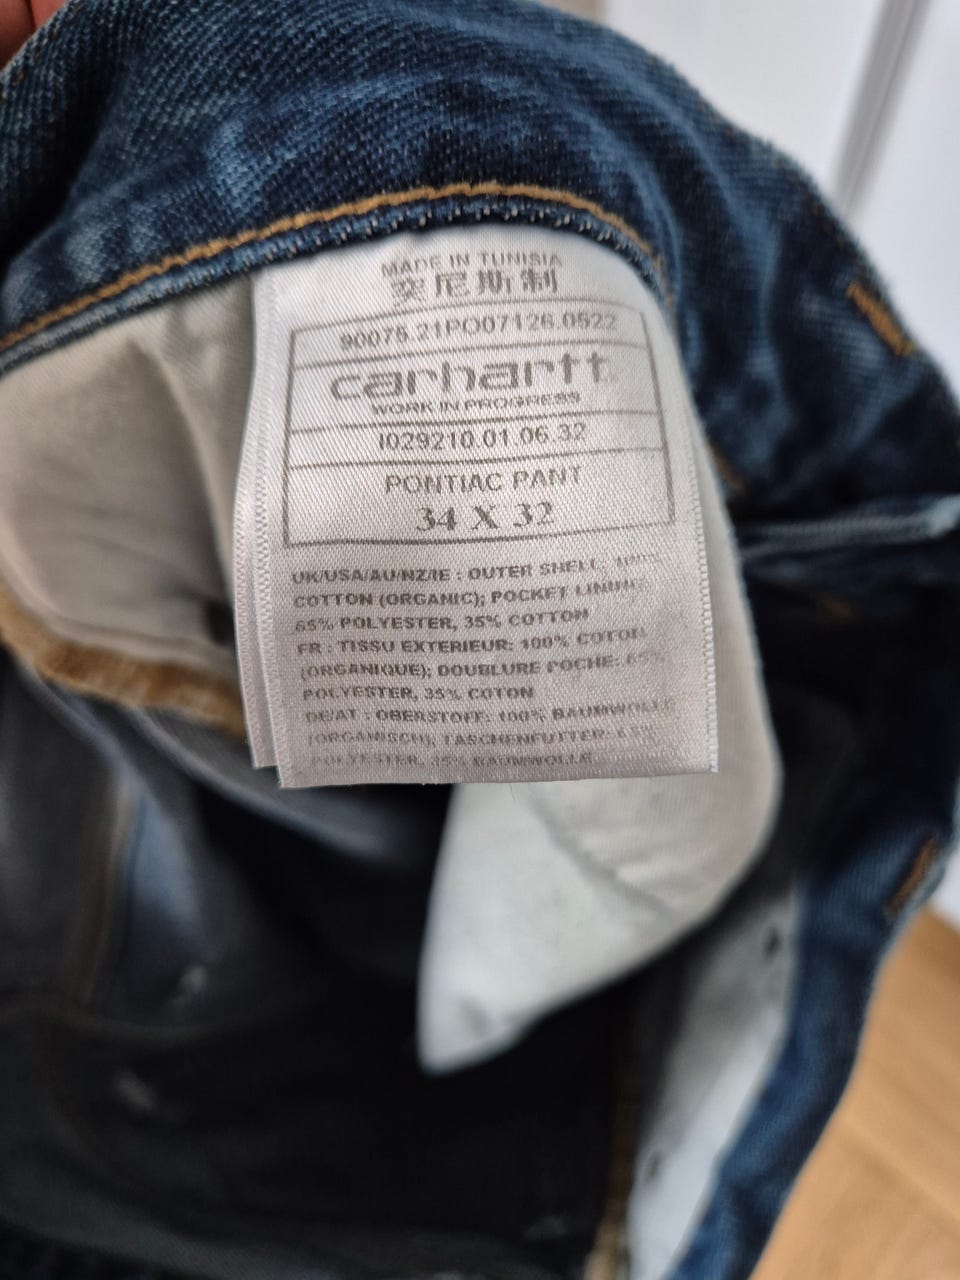 MADE IN TUNISIA
突尼斯制
90075.21PO07126.0522
carhartt
WORK IN PROGRESS
I029210.01.06.32
PONTIAC PANT
34 X 32
UK/USA/AU/NZ/IE : OUTER SHELL; 100%
COTTON (ORGANIC); POCKET LINING:
65% POLYESTER, 35% COTTON
FR : TISSU EXTERIEUR: 100% COTON
(ORGANIQUE); DOUBLURE POCHE: 65%
POLYESTER, 35% COTON
DE/AT : OBERSTOFF: 100% BAUMWOLLE
(ORGANISCH); TASCHENFUTTER: 65%
POLYESTER, 35% BAUMWOLLE